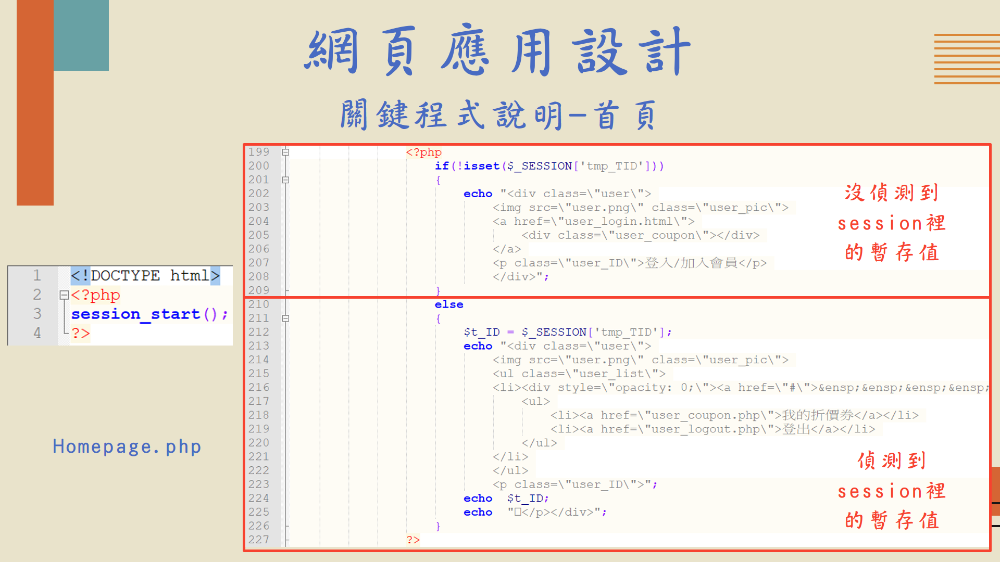 網頁應用設計
關鍵程式說明-首頁
1 <!DOCTYPE html>
2 <?php
3 session_start();
4 ?>
Homepage.php
199 <?php
200 if(!isset($_SESSION['tmp_TID']))
201 {
202 echo "<div class=\"user\">
203 <img src=\"user.png\" class=\"user_pic\">
204 <a href=\"user_login.html\">
205 <div class=\"user_coupon\"></div>
206 </a>
207 <p class=\"user_ID\">登入/加入會員</p>
208 </div>";
209 }
沒偵測到
session裡
的暫存值
210 else
211 {
212 $t_ID = $_SESSION['tmp_TID'];
213 echo "<div class=\"user\">
214 <img src=\"user.png\" class=\"user_pic\">
215 <ul class=\"user_list\">
216 <li><div style=\"opacity: 0;\"><a href=\"#\">&ensp;&ensp;&ensp;&ensp;
217 <ul>
218 <li><a href=\"user_coupon.php\">我的折價券</a></li>
219 <li><a href=\"user_logout.php\">登出</a></li>
220 </ul>
221 </li>
222 </ul>
223 <p class=\"user_ID\">";
224 echo $t_ID;
225 echo "□</p></div>";
226 }
227 ?>
偵測到
session裡
的暫存值